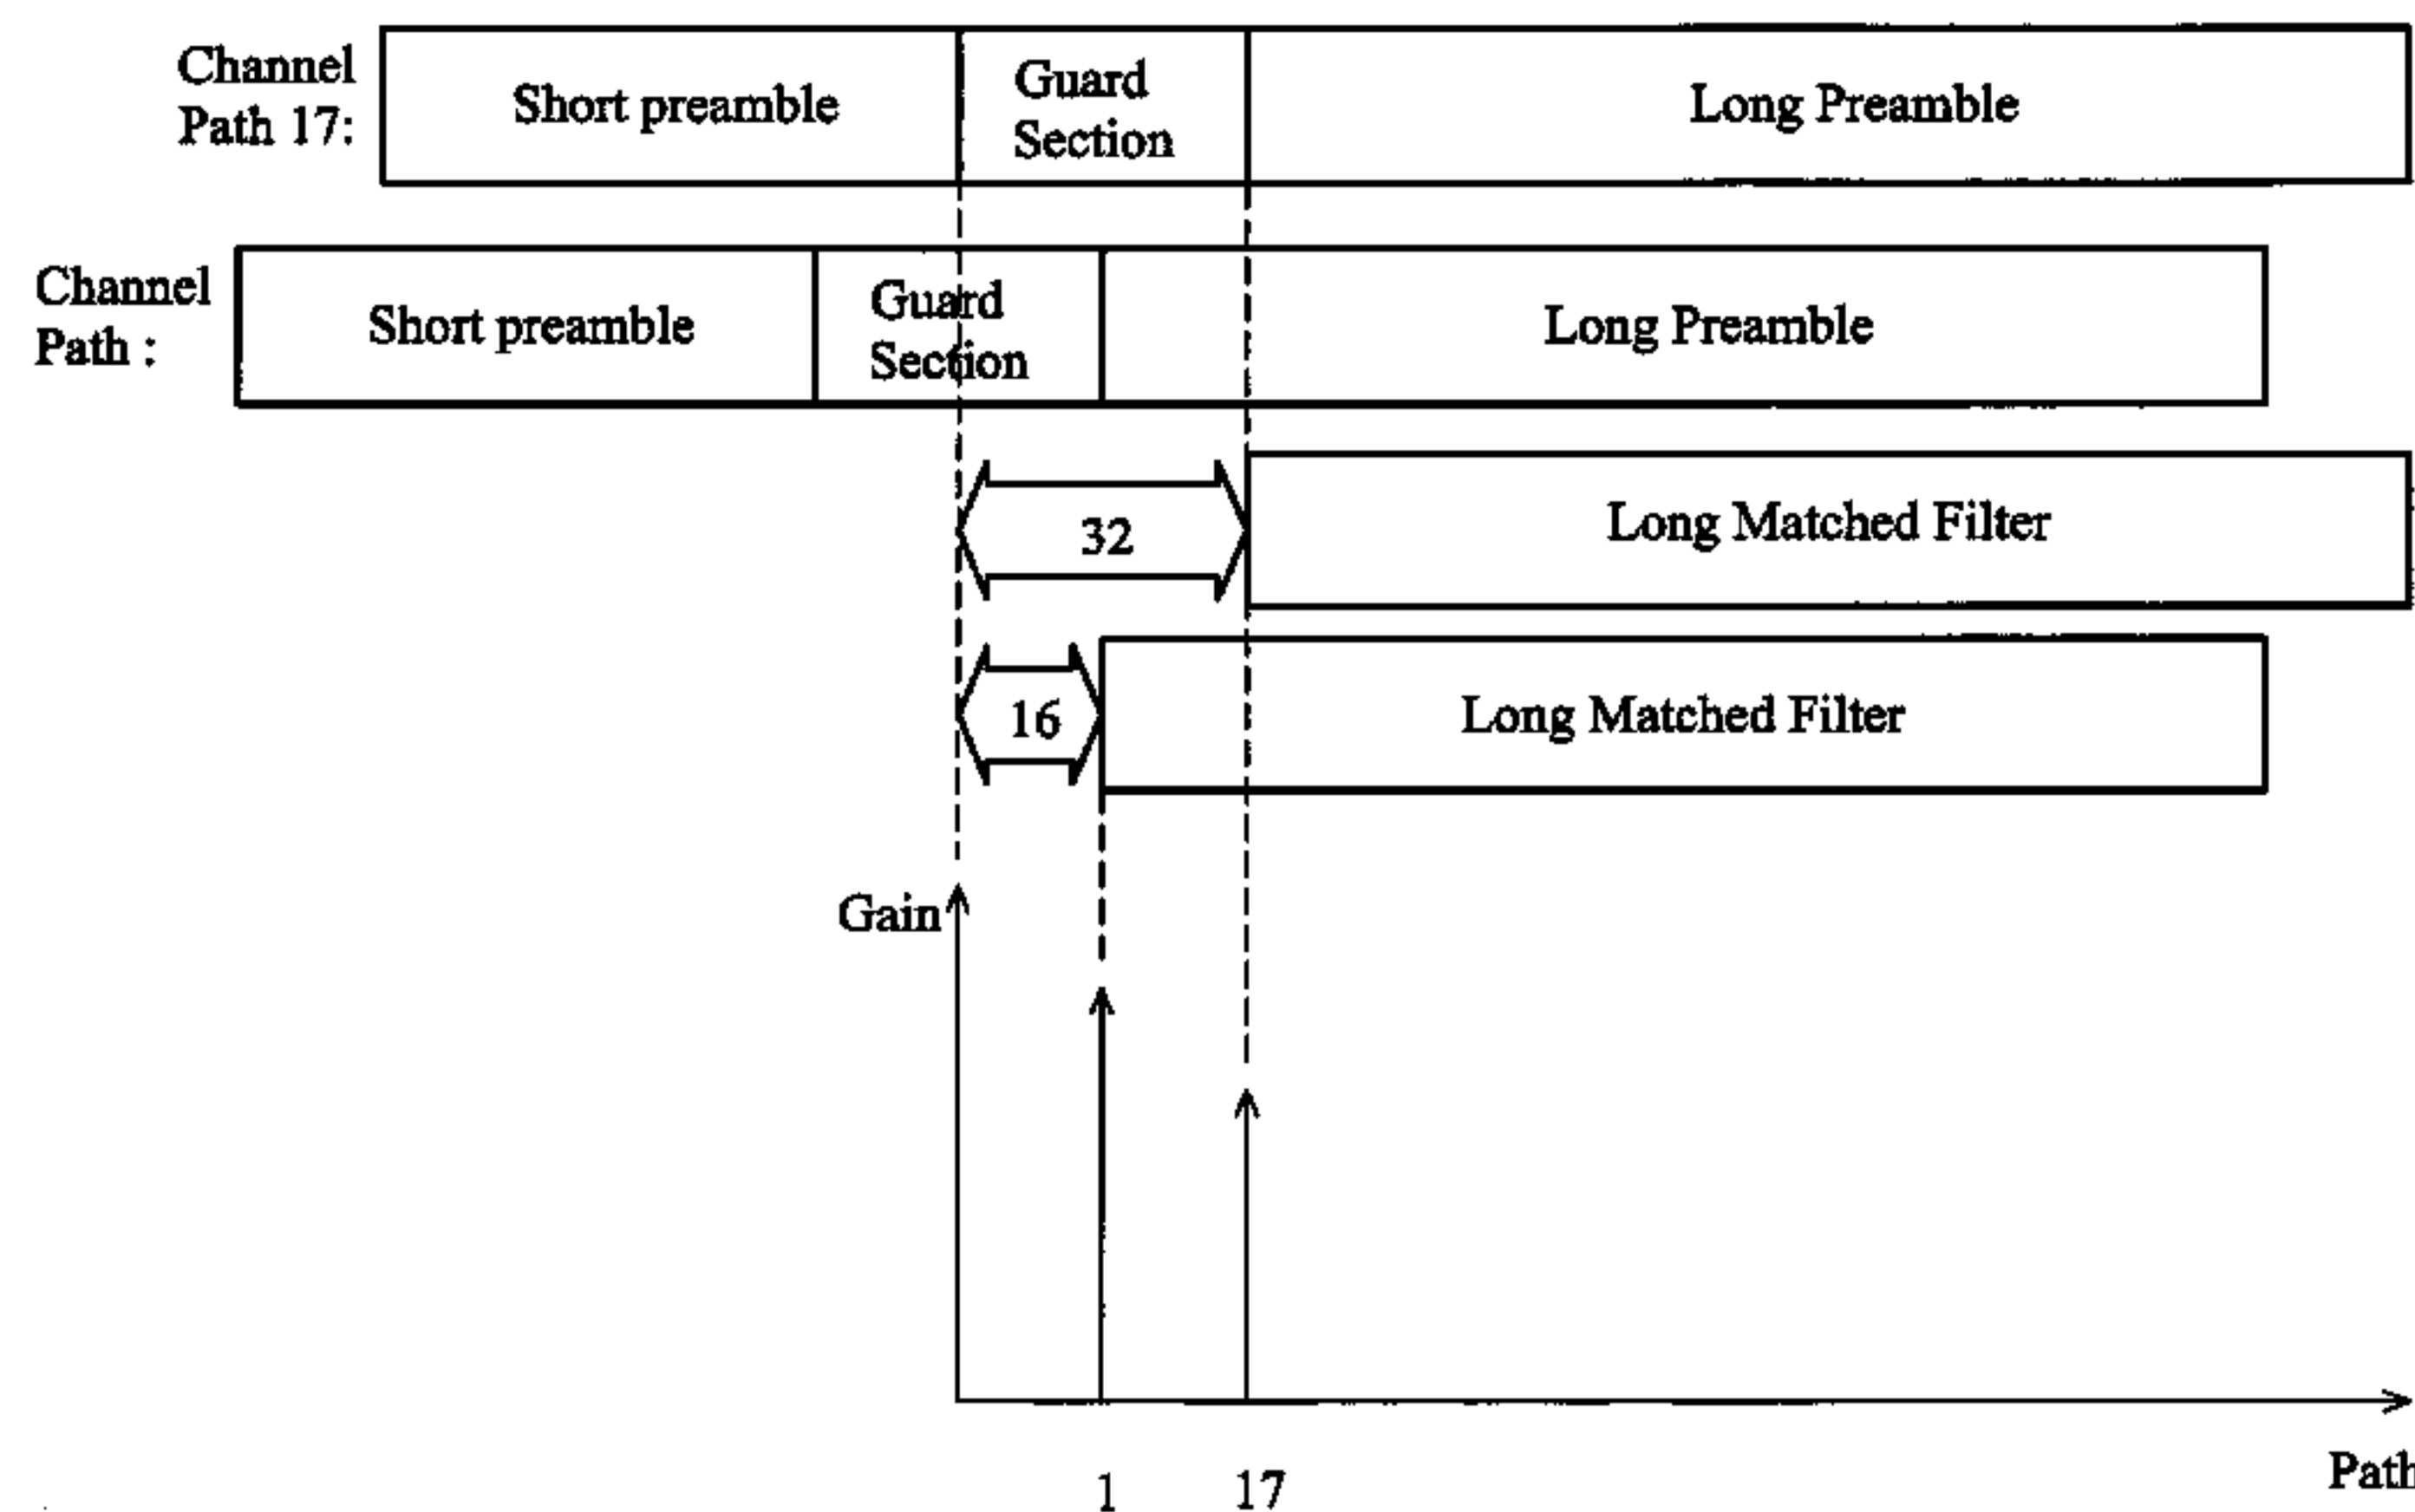 Channel
Path 17:
Short preamble
Guard
Section
Long Preamble
Channel
Path :
Short preamble
Guard
Section
Long Preamble
32
Long Matched Filter
16
Long Matched Filter
Gain
1
17
Path